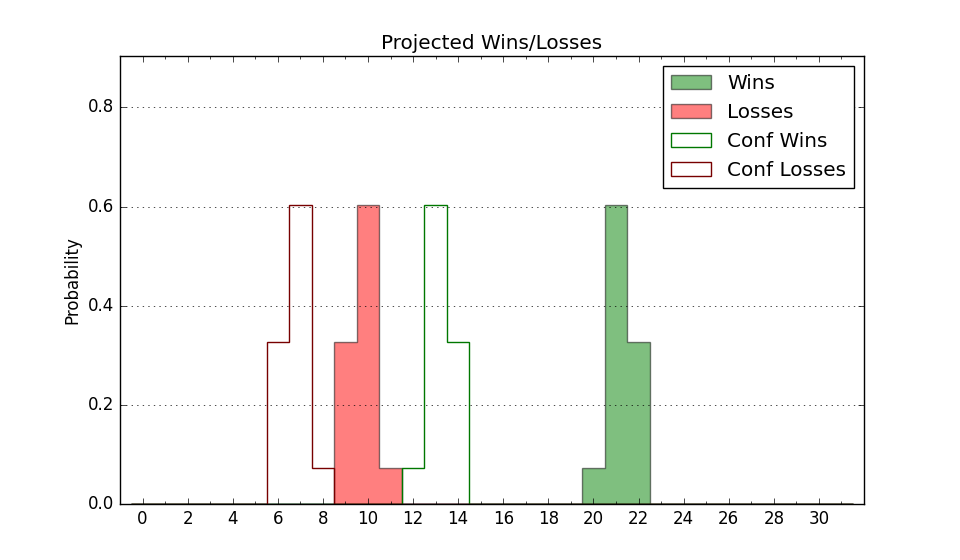 Projected Wins/Losses
Wins
Losses
Conf Wins
Conf Losses
Probability
0.8
0.6
0.4
0.2
0.0
0 2 4 6 8 10 12 14 16 18 20 22 24 26 28 30